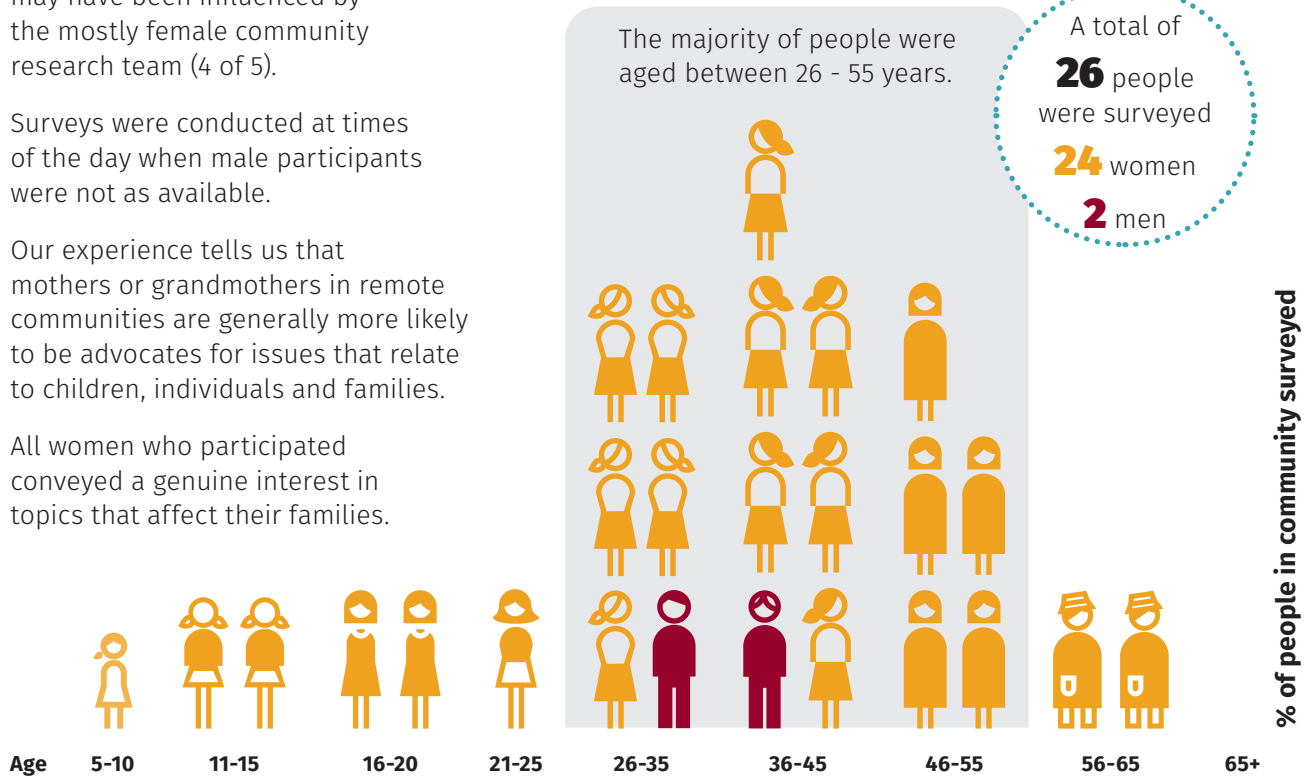 may have been influenced by
the mostly female community
research team (4 of 5).
Surveys were conducted at times
of the day when male participants
were not as available.
Our experience tells us that
mothers or grandmothers in remote
communities are generally more likely
to be advocates for issues that relate
to children, individuals and families.
All women who participated
conveyed a genuine interest in
topics that affect their families.
The majority of people were
aged between 26 - 55 years.
A total of
26 people
were surveyed
24 women
2 men
% of people in community surveyed
Age 5-10 11-15 16-20 21-25 26-35 36-45 46-55 56-65 65+